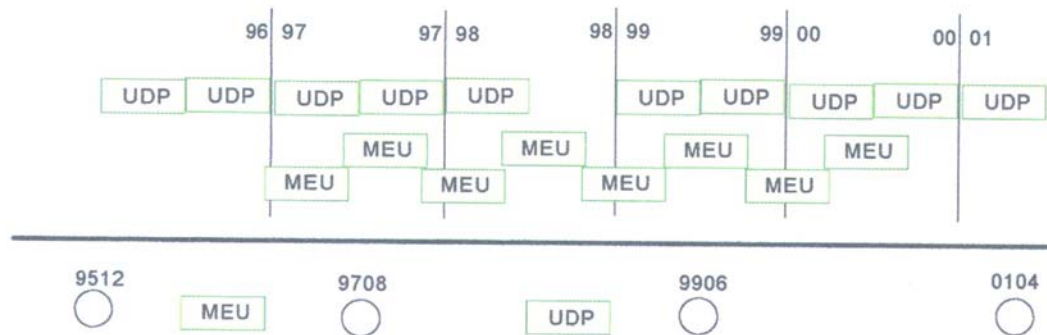 96 97 97 98 98 99 99 00 00 01
UDP UDP UDP UDP UDP UDP UDP UDP UDP UDP
MEU MEU MEU MEU
MEU MEU MEU MEU
9512 9708 9906 0104
MEU UDP